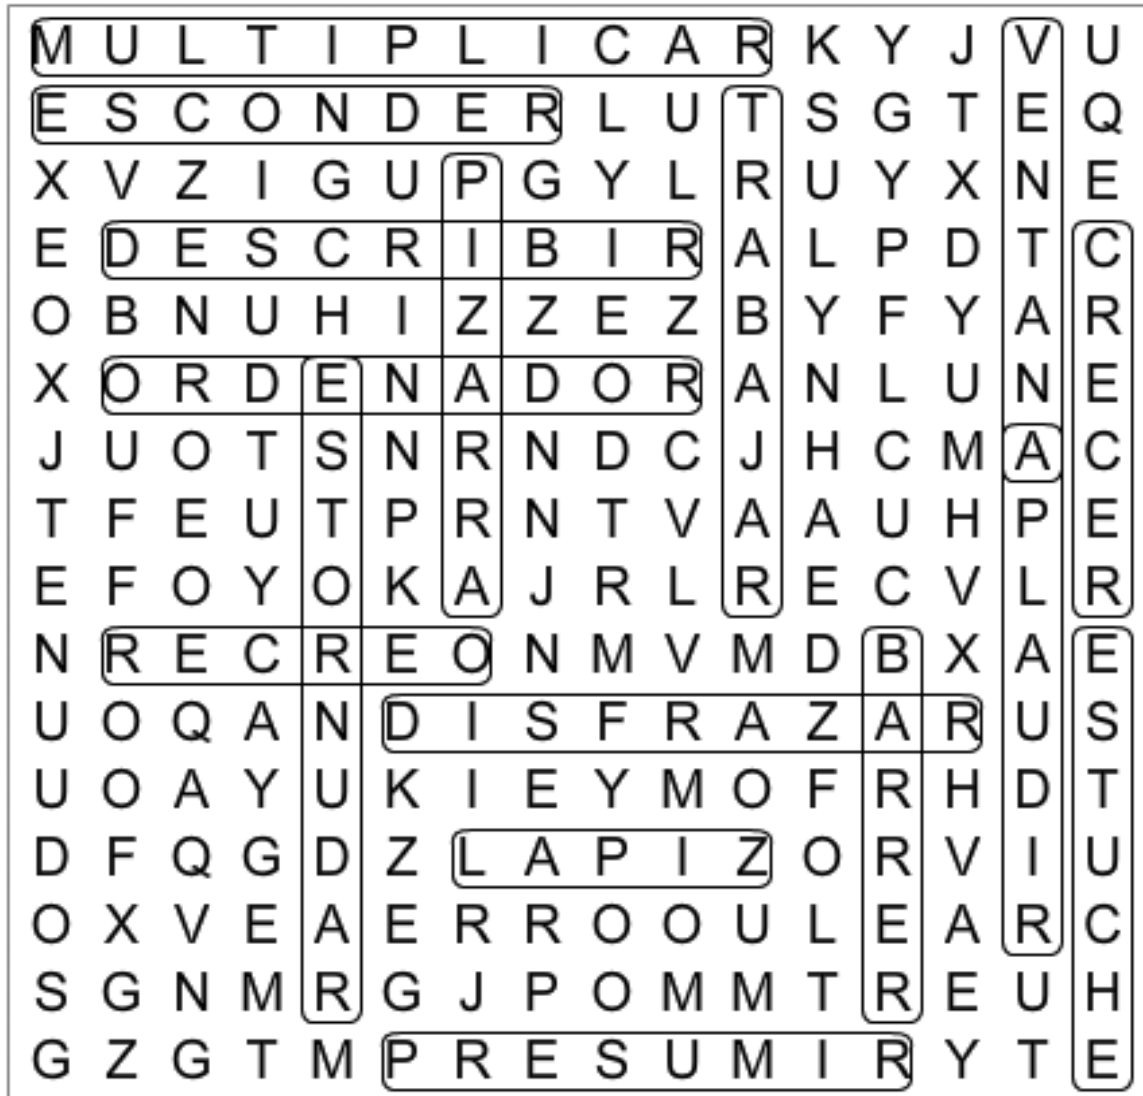 M U L T I P L I C A R K Y J V U
E S C O N D E R L U T S G T E Q
X V Z I G U P G Y L R U Y X N E
E D E S C R I B I R A L P D T C
O B N U H I Z Z E Z B Y F Y A R
X O R D E N A D O R A N L U N E
J U O T S N R N D C J H C M A C
T F E U T P R N T V A A U H P E
E F O Y O K A J R L R E C V L R
N R E C R E O N M V M D B X A E
U O Q A N D I S F R A Z A R U S
U O A Y U K I E Y M O F R H D T
D F Q G D Z L A P I Z O R V I U
O X V E A E R R O O U L E A R C
S G N M R G J P O M M T R E U H
G Z G T M P R E S U M I R Y T E